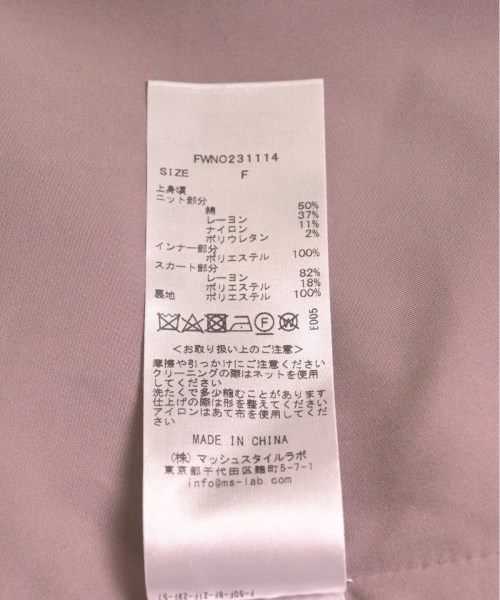 FWNO231114
SIZE F
上身頃
ニット部分
綿 50%
レーヨン 37%
ナイロン 11%
ポリウレタン 2%
インナー部分
ポリエステル 100%
スカート部分
レーヨン 82%
ポリエステル 18%
裏地 ポリエステル 100%
E005
<お取り扱い上のご注意>
摩擦や引っかけにご注意ください
クリーニングの際はネットを使用
してください
洗たくで多少縮むことがあります
仕上げの際は形を整えてください
アイロンはあて布を使用してくだ
さい
MADE IN CHINA
(株) マッシュスタイルラボ
東京都千代田区麹町5-7-1
info@ms-lab.com